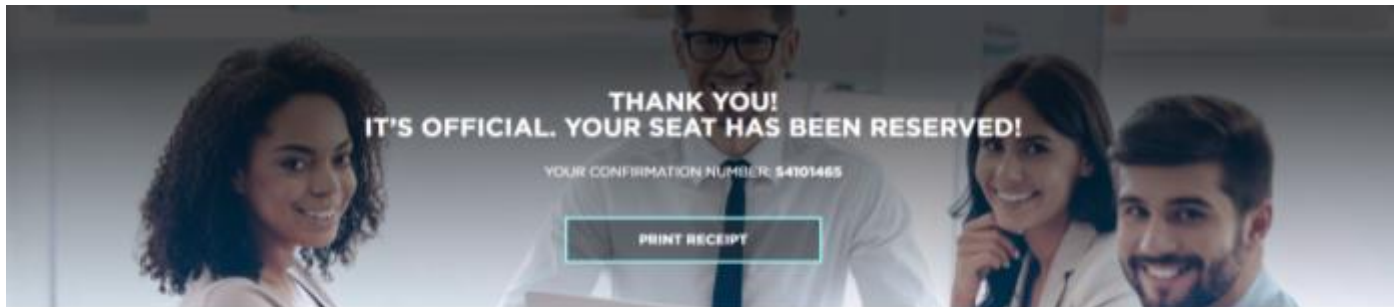 THANK YOU!
IT'S OFFICIAL. YOUR SEAT HAS BEEN RESERVED!
YOUR CONFIRMATION NUMBER: 54101465
PRINT RECEIPT